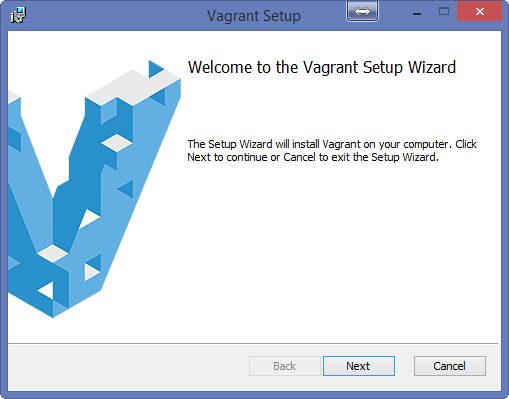 Vagrant Setup
Welcome to the Vagrant Setup Wizard
The Setup Wizard will install Vagrant on your computer. Click
Next to continue or Cancel to exit the Setup Wizard.
Back
Next
Cancel